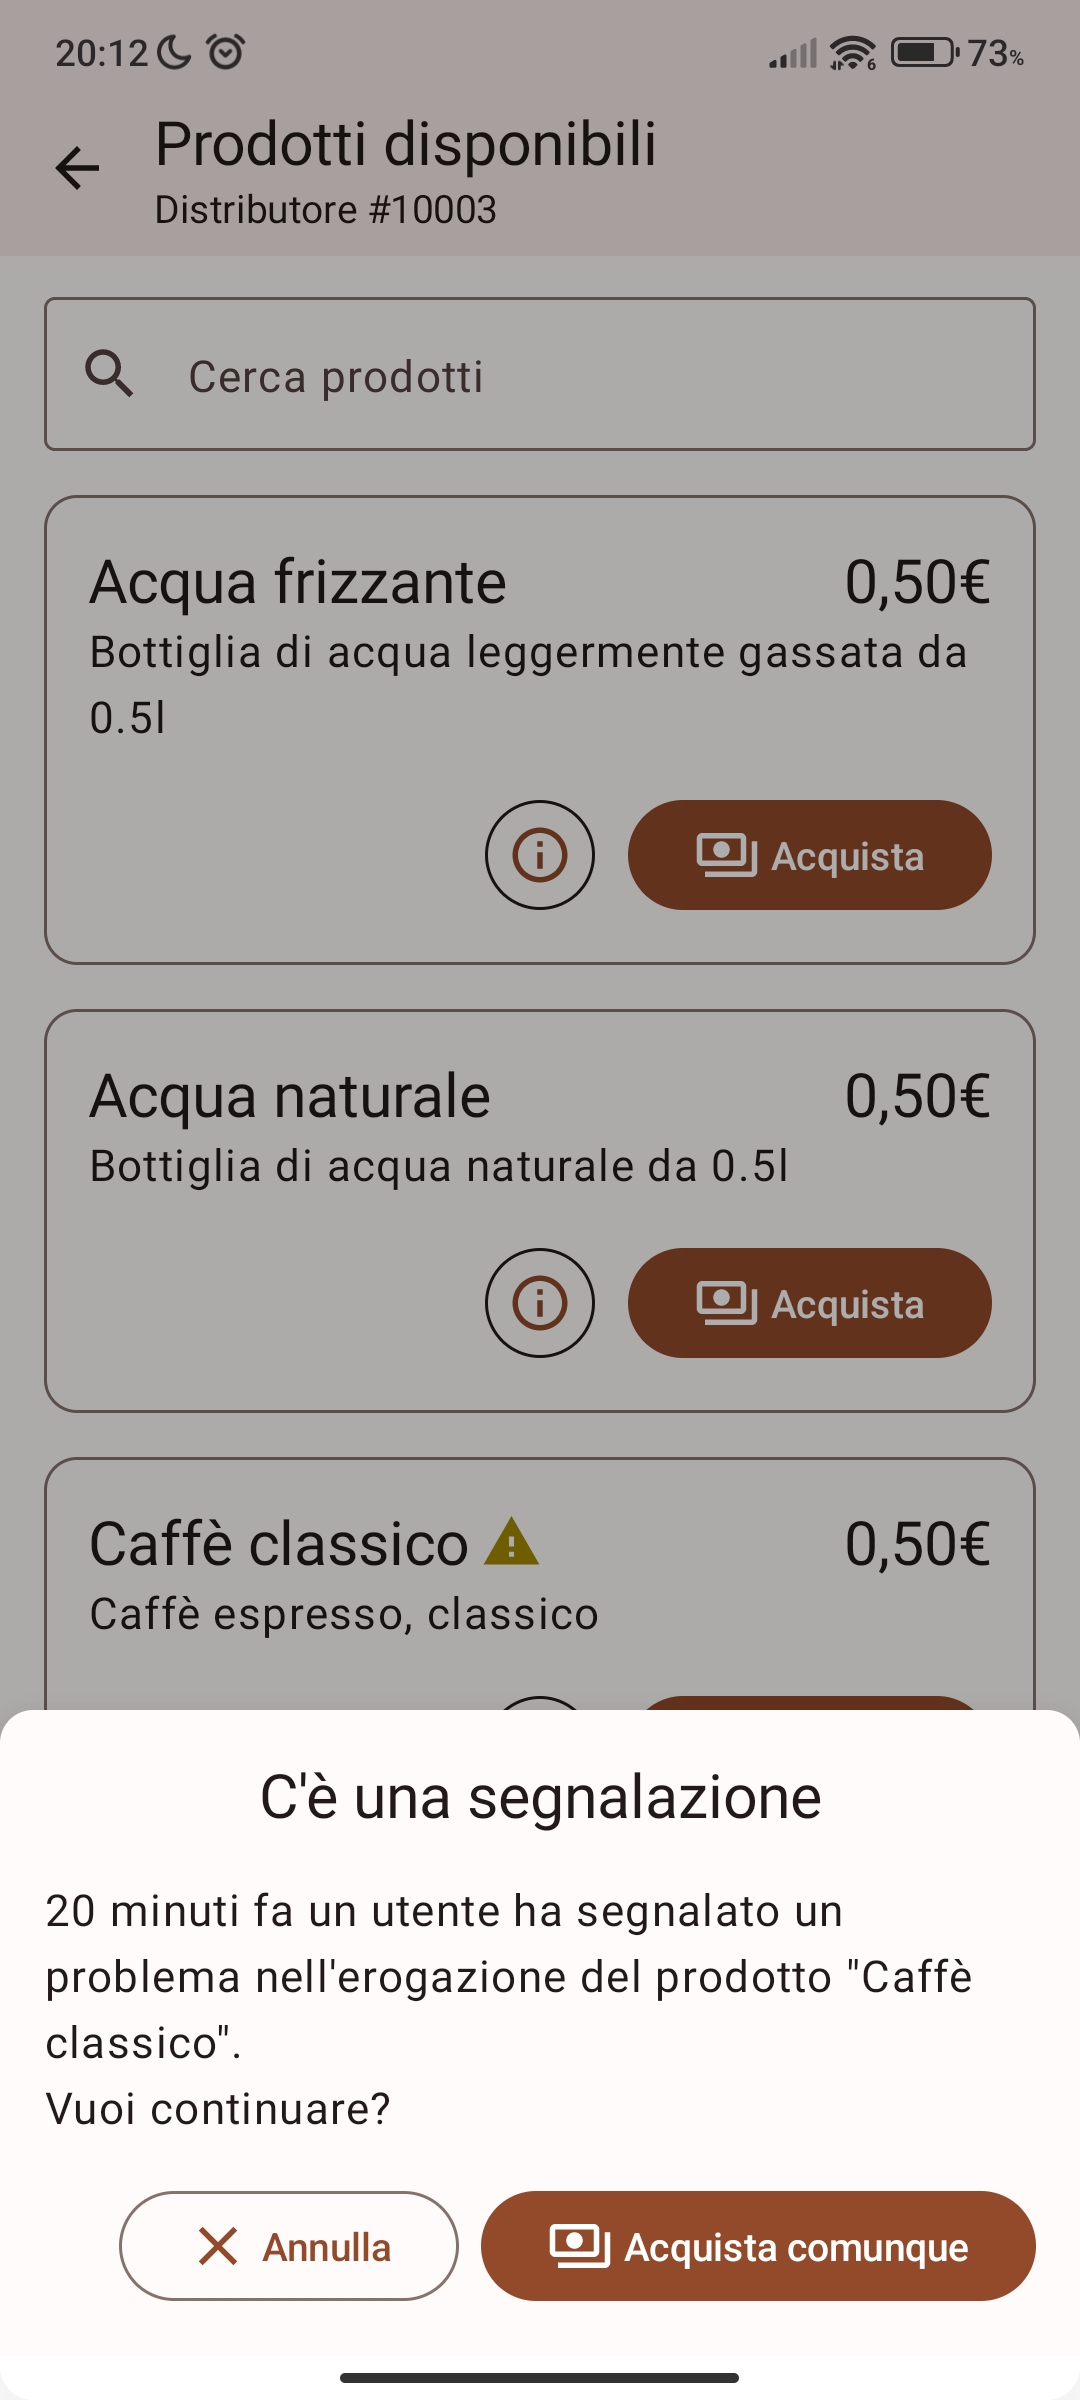 20:12
73%
Prodotti disponibili
Distributore #10003
Cerca prodotti
Acqua frizzante 0,50€
Bottiglia di acqua leggermente gassata da
0.5l
Acquista
Acqua naturale 0,50€
Bottiglia di acqua naturale da 0.5l
Acquista
Caffè classico 0,50€
Caffè espresso, classico
C'è una segnalazione
20 minuti fa un utente ha segnalato un
problema nell'erogazione del prodotto "Caffè
classico".
Vuoi continuare?
Annulla
Acquista comunque